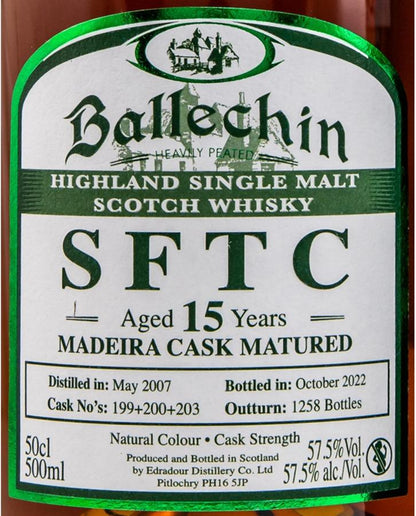 Ballechin
HEAVILY PEATED
HIGHLAND SINGLE MALT
SCOTCH WHISKY
SFTC
Aged 15 Years
MADEIRA CASK MATURED
Distilled in: May 2007
Bottled in: October 2022
Cask No's: 199+200+203
Outturn: 1258 Bottles
50cl
500ml
Natural Colour • Cask Strength
Produced and Bottled in Scotland
by Edradour Distillery Co. Ltd
Pitlochry PH16 5JP
57.5%Vol.
57.5% alc./Vol.